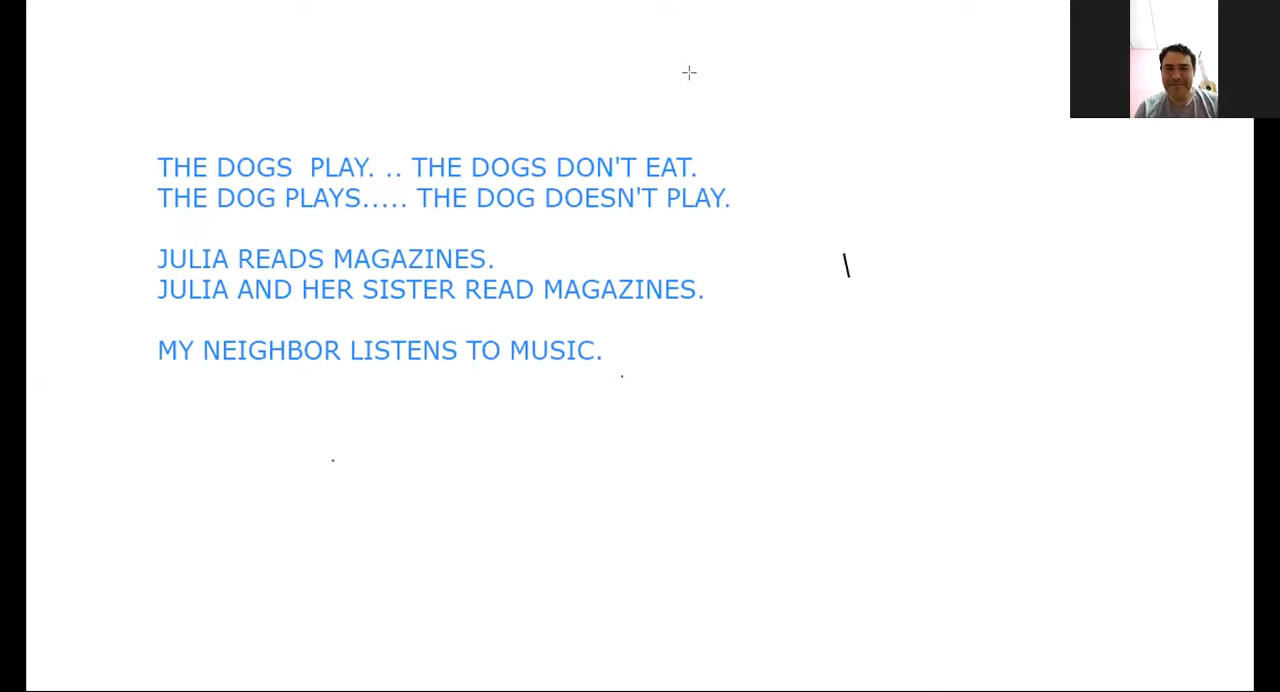 THE DOGS  PLAY. .. THE DOGS DON'T EAT.
THE DOG PLAYS..... THE DOG DOESN'T PLAY.
JULIA READS MAGAZINES.
JULIA AND HER SISTER READ MAGAZINES.
MY NEIGHBOR LISTENS TO MUSIC.